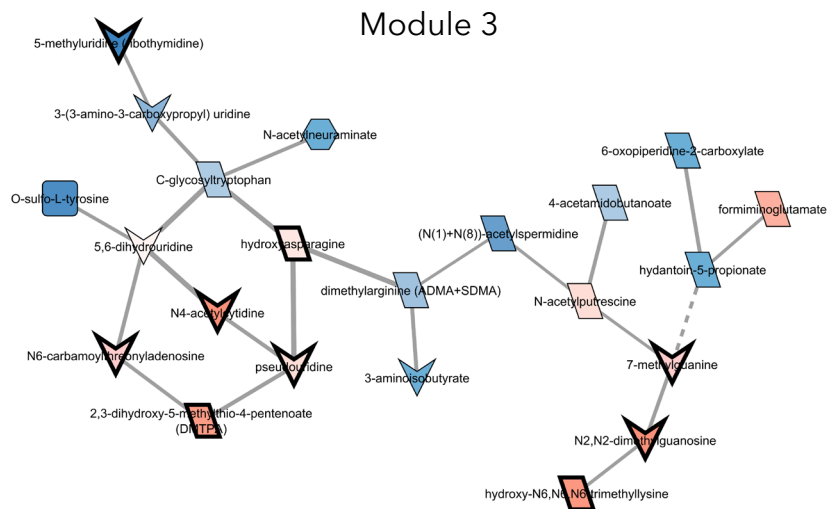 Module 3
5-methyluridine (ribothymidine)
3-(3-amino-3-carboxypropyl) uridine
N-acetylneuraminate
6-oxopiperidine-2-carboxylate
C-glycosyltryptophan
O-sulfo-L-tyrosine
4-acetamidobutanoate
formiminoglutamate
(N(1)+N(8))-acetylspermidine
5,6-dihydrouridine
hydroxyasparagine
hydantoin-5-propionate
dimethylarginine (ADMA+SDMA)
N-acetylputrescine
N4-acetylcytidine
N6-carbamoylthreonyladenosine
pseudouridine
7-methylguanine
3-aminoisobutyrate
2,3-dihydroxy-5-methylthio-4-pentenoate
(DMTPA)
N2,N2-dimethylguanosine
hydroxy-N6,N6,N6-trimethyllysine